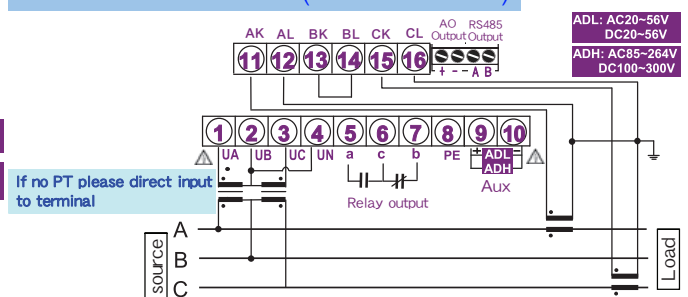 AK AL BK BL CK CL
AO Output RS485 Output
11 12 13 14 15 16
+ - - A B
ADL: AC20~56V
DC20~56V
ADH: AC85~264V
DC100~300V
1 2 3 4 5 6 7 8 9 10
UA UB UC UN a c b PE + ADL -
ADH
Aux
Relay output
If no PT please direct input
to terminal
A
B
C
source
Load